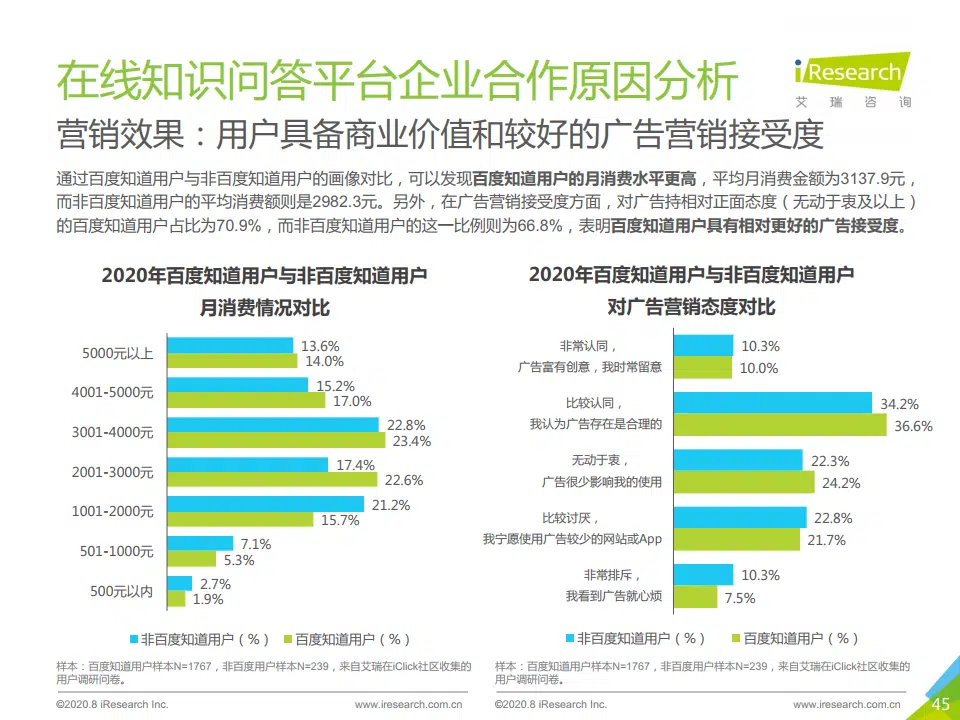 在线知识问答平台企业合作原因分析
iResearch
艾瑞咨询
营销效果：用户具备商业价值和较好的广告营销接受度
通过百度知道用户与非百度知道用户的画像对比，可以发现百度知道用户的月消费水平更高，平均月消费金额为3137.9元，
而非百度知道用户的平均消费额则是2982.3元。另外，在广告营销接受度方面，对广告持相对正面态度（无动于衷及以上）
的百度知道用户占比为70.9%，而非百度知道用户的这一比例则为66.8%，表明百度知道用户具有相对更好的广告接受度。
2020年百度知道用户与非百度知道用户
月消费情况对比
5000元以上
13.6%
14.0%
4001-5000元
15.2%
17.0%
3001-4000元
22.8%
23.4%
2001-3000元
17.4%
22.6%
1001-2000元
21.2%
15.7%
501-1000元
7.1%
5.3%
500元以内
2.7%
1.9%
非百度知道用户（%）
百度知道用户（%）
样本：百度知道用户样本N=1767，非百度用户样本N=239，来自艾瑞在iClick社区收集的
用户调研问卷。
©2020.8 iResearch Inc.
www.iresearch.com.cn
2020年百度知道用户与非百度知道用户
对广告营销态度对比
非常认同，
广告富有创意，我时常留意
10.3%
10.0%
比较认同，
我认为广告存在是合理的
34.2%
36.6%
无动于衷，
广告很少影响我的使用
22.3%
24.2%
比较讨厌，
我宁愿使用广告较少的网站或App
22.8%
21.7%
非常排斥，
我看到广告就心烦
10.3%
7.5%
非百度知道用户（%）
百度知道用户（%）
样本：百度知道用户样本N=1767，非百度用户样本N=239，来自艾瑞在iClick社区收集的
用户调研问卷。
©2020.8 iResearch Inc.
www.iresearch.com.cn
45